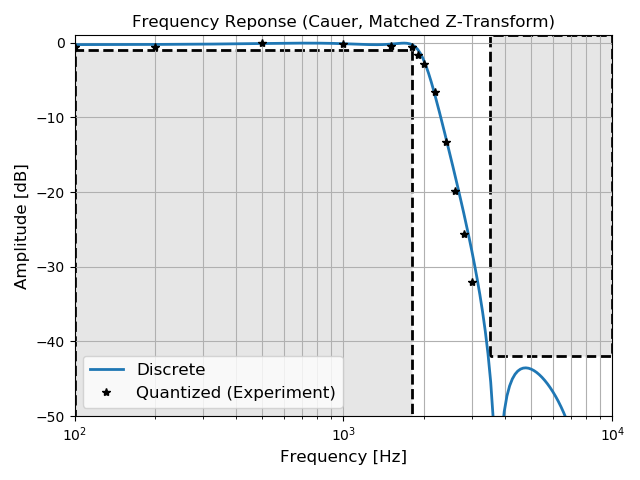 Frequency Reponse (Cauer, Matched Z-Transform)
0
−10
−20
−30
−40
−50
Amplitude [dB]
Discrete
Quantized (Experiment)
10²
10³
10⁴
Frequency [Hz]